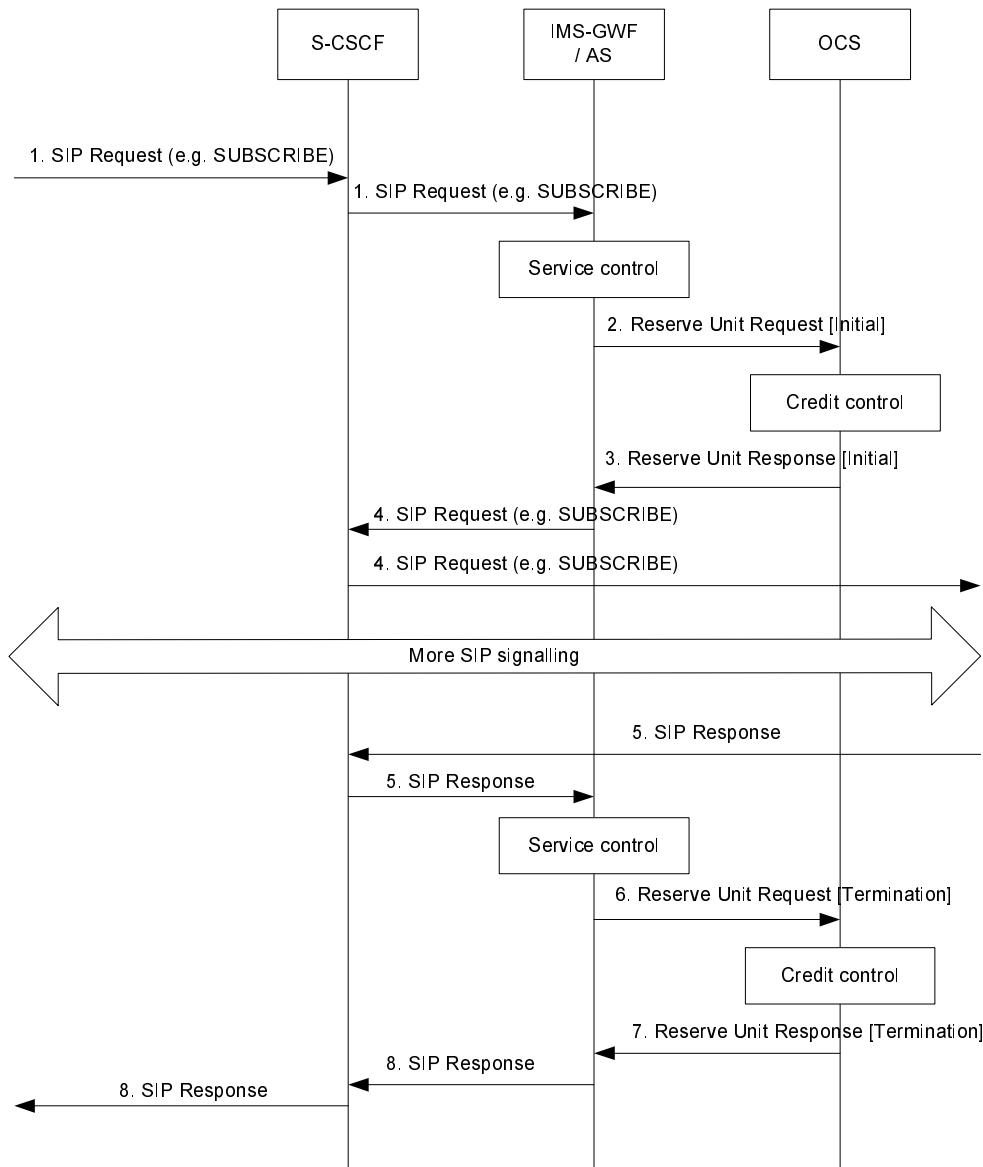 S-CSCF
IMS-GWF
/ AS
OCS
1. SIP Request (e.g. SUBSCRIBE)
1. SIP Request (e.g. SUBSCRIBE)
Service control
2. Reserve Unit Request [Initial]
Credit control
3. Reserve Unit Response [Initial]
4. SIP Request (e.g. SUBSCRIBE)
4. SIP Request (e.g. SUBSCRIBE)
More SIP signalling
5. SIP Response
5. SIP Response
Service control
6. Reserve Unit Request [Termination]
Credit control
7. Reserve Unit Response [Termination]
8. SIP Response
8. SIP Response